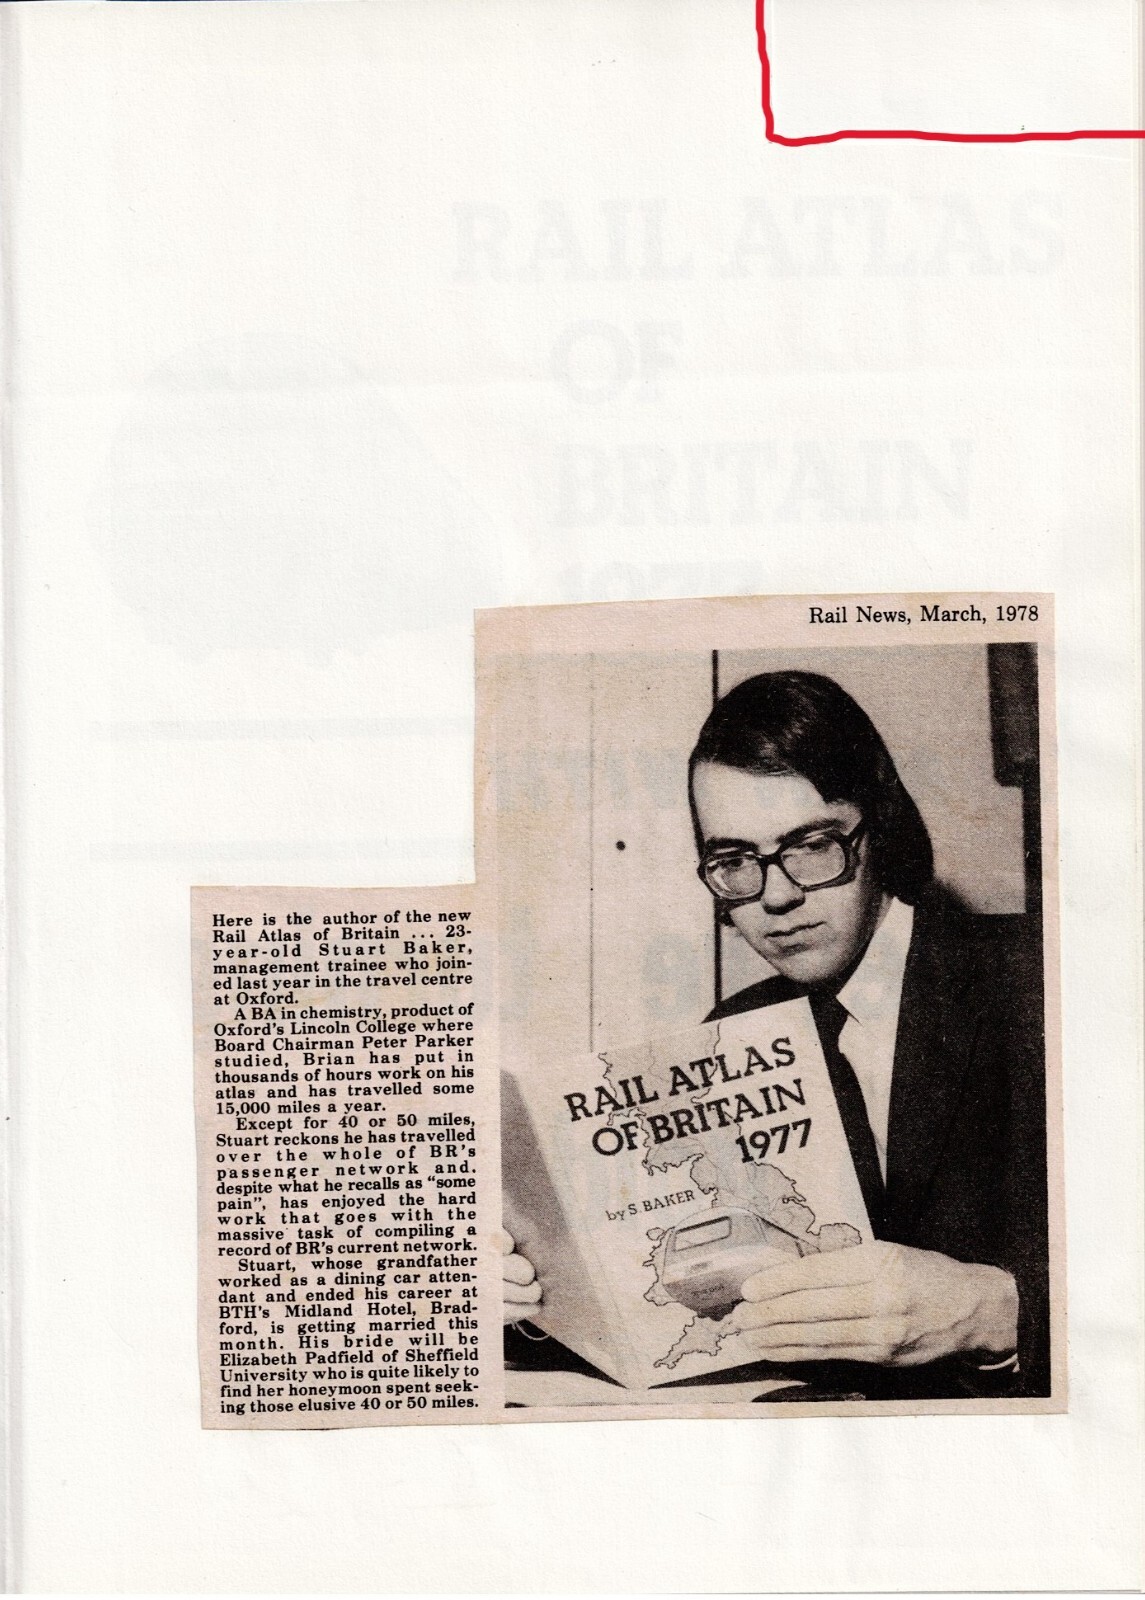 RAIL ATLAS
OF
BRITAIN
1977
Rail News, March, 1978
Here is the author of the new
Rail Atlas of Britain ... 23-
year-old Stuart Baker,
management trainee who join-
ed last year in the travel centre
at Oxford.
A BA in chemistry, product of
Oxford's Lincoln College where
Board Chairman Peter Parker
studied, Brian has put in
thousands of hours work on his
atlas and has travelled some
15,000 miles a year.
Except for 40 or 50 miles,
Stuart reckons he has travelled
over the whole of BR's
passenger network and.
despite what he recalls as "some
pain", has enjoyed the hard
work that goes with the
massive task of compiling a
record of BR's current network.
Stuart, whose grandfather
worked as a dining car atten-
dant and ended his career at
BTH's Midland Hotel, Brad-
ford, is getting married this
month. His bride will be
Elizabeth Padfield of Sheffield
University who is quite likely to
find her honeymoon spent seek-
ing those elusive 40 or 50 miles.
RAIL ATLAS
OF BRITAIN
1977
by S. BAKER